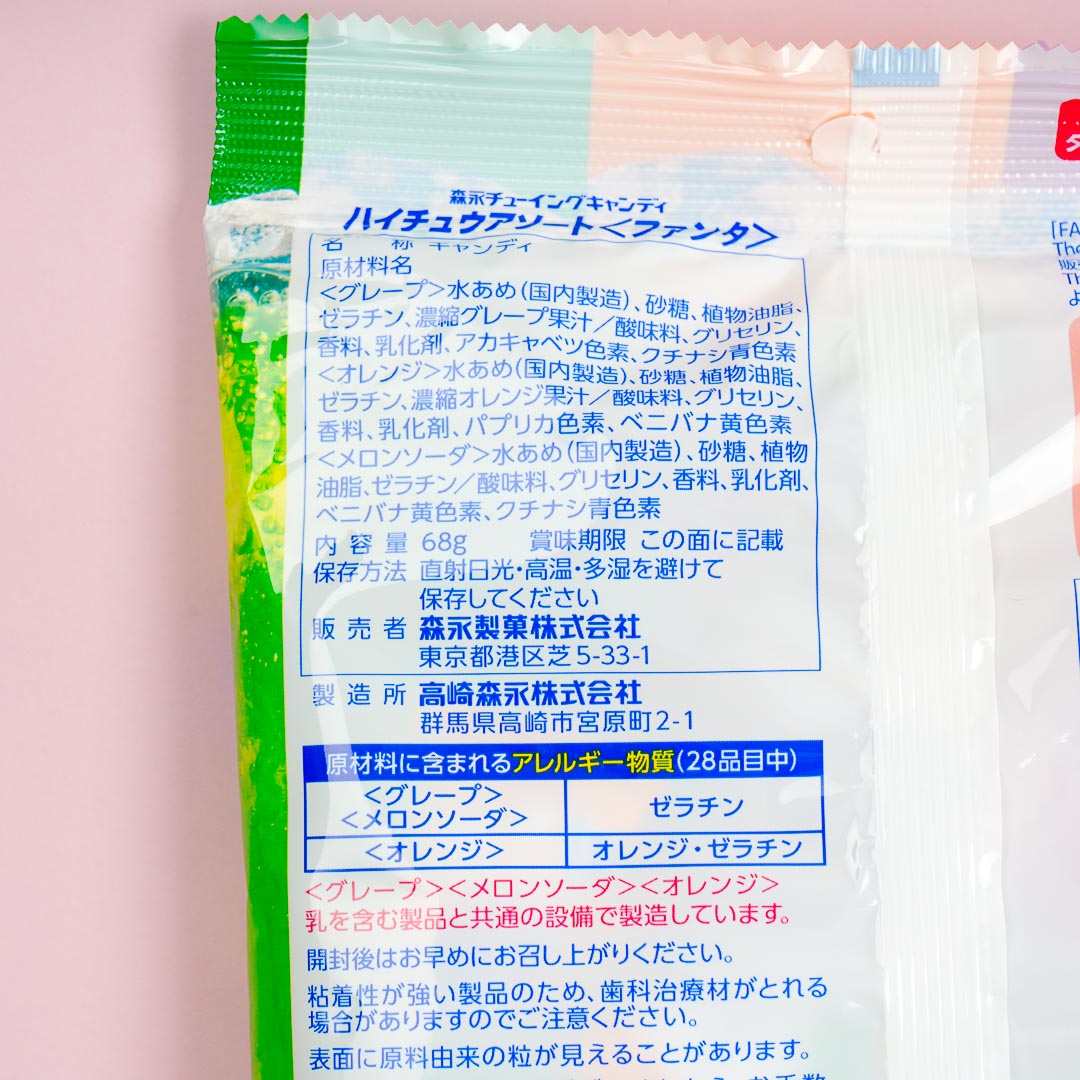 森永チューイングキャンディ
ハイチュウアソート＜ファンタ＞
名 称 キャンディ
原材料名
＜グレープ＞水あめ（国内製造）、砂糖、植物油脂、
ゼラチン、濃縮グレープ果汁／酸味料、グリセリン、
香料、乳化剤、アカキャベツ色素、クチナシ青色素
＜オレンジ＞水あめ（国内製造）、砂糖、植物油脂、
ゼラチン、濃縮オレンジ果汁／酸味料、グリセリン、
香料、乳化剤、パプリカ色素、ベニバナ黄色素
＜メロンソーダ＞水あめ（国内製造）、砂糖、植物
油脂、ゼラチン／酸味料、グリセリン、香料、乳化剤、
ベニバナ黄色素、クチナシ青色素
内容量 68g 賞味期限 この面に記載
保存方法 直射日光・高温・多湿を避けて
保存してください
販売者 森永製菓株式会社
東京都港区芝5-33-1
製造所 高崎森永株式会社
群馬県高崎市宮原町2-1
原材料に含まれるアレルギー物質（28品目中）
＜グレープ＞
＜メロンソーダ＞
ゼラチン
＜オレンジ＞ オレンジ・ゼラチン
＜グレープ＞＜メロンソーダ＞＜オレンジ＞
乳を含む製品と共通の設備で製造しています。
開封後はお早めにお召し上がりください。
粘着性が強い製品のため、歯科治療材がとれる
場合がありますのでご注意ください。
表面に原料由来の粒が見えることがあります。
[FA
The
販
Th
よ